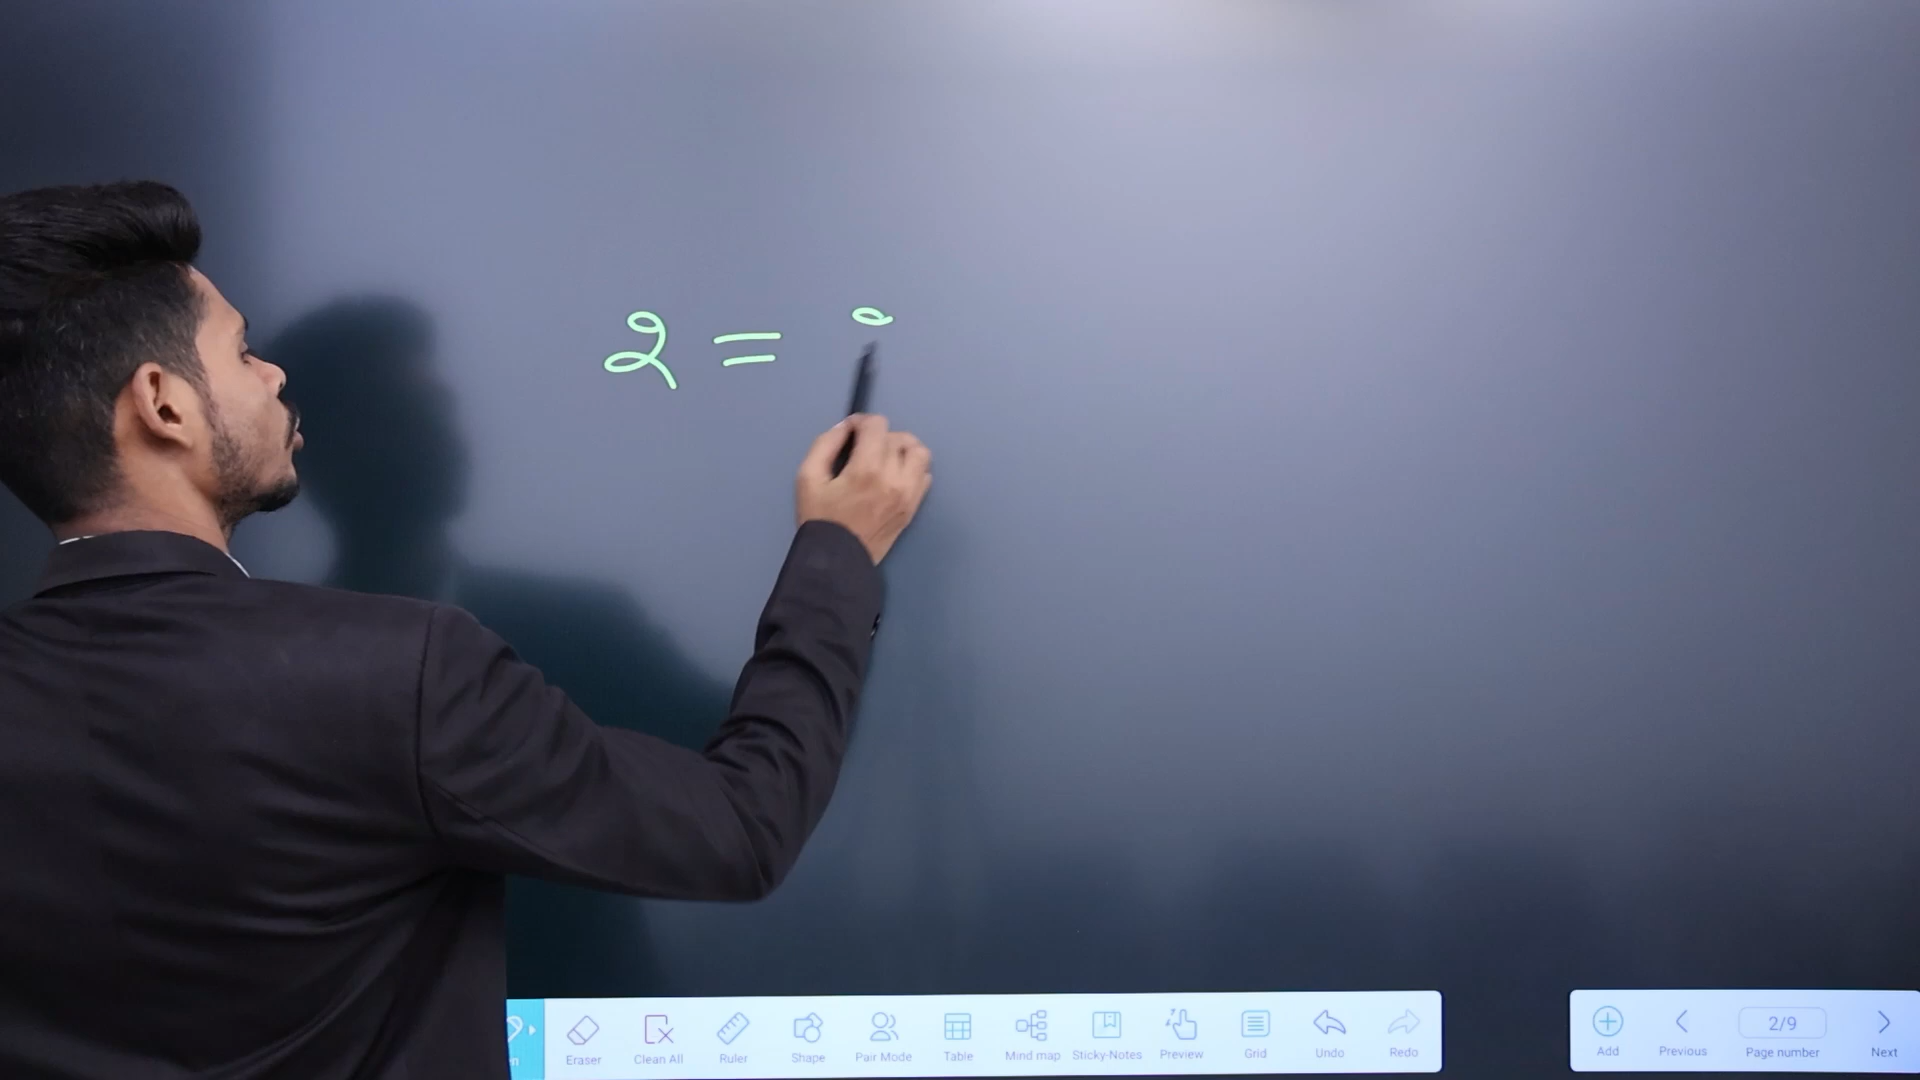 २ =
Eraser Clean All Ruler Shape Pair Mode Table Mind map Sticky-Notes Preview Grid Undo Redo Add Previous 2/9 Page number Next